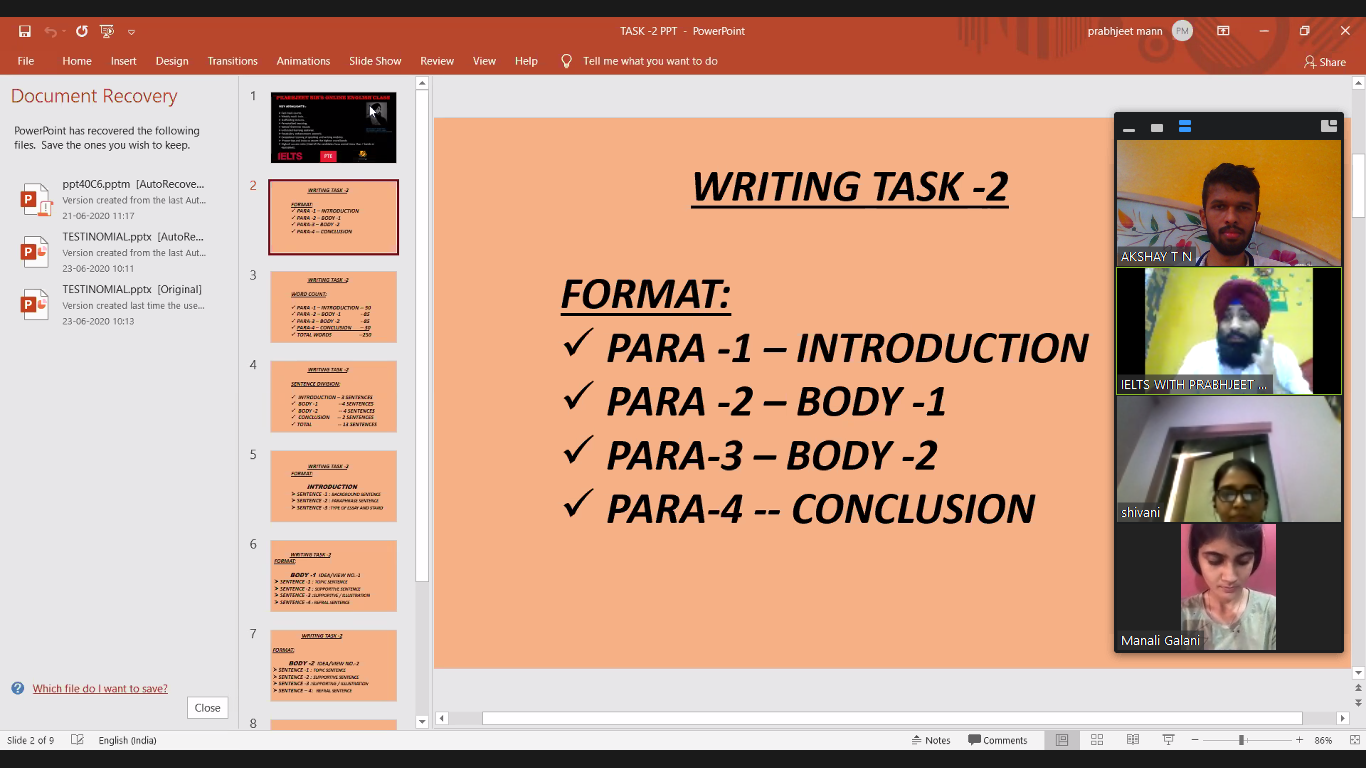 TASK -2 PPT - PowerPoint
prabhjeet mann
PM
File
Home
Insert
Design
Transitions
Animations
Slide Show
Review
View
Help
Tell me what you want to do
Share
Document Recovery
PowerPoint has recovered the following
files. Save the ones you wish to keep.
ppt40C6.pptm [AutoRecove...
Version created from the last Aut...
21-06-2020 11:17
TESTINOMIAL.pptx [AutoRe...
Version created from the last Aut...
23-06-2020 10:11
TESTINOMIAL.pptx [Original]
Version created last time the use...
23-06-2020 10:13
Which file do I want to save?
Close
1
IELTS
PTE
2
WRITING TASK -2
FORMAT:
✓ PARA -1 – INTRODUCTION
✓ PARA -2 – BODY -1
✓ PARA-3 – BODY -2
✓ PARA-4 -- CONCLUSION
3
WRITING TASK -2
WORD COUNT:
✓ PARA -1 – INTRODUCTION -- 50
✓ PARA -2 – BODY -1 --85
✓ PARA-3 – BODY -2 --85
✓ PARA-4 -- CONCLUSION -- 30
✓ TOTAL WORDS --250
4
WRITING TASK -2
SENTENCE DIVISION:
✓ INTRODUCTION – 3 SENTENCES
✓ BODY -1 --4 SENTENCES
✓ BODY -2 -- 4 SENTENCES
✓ CONCLUSION -- 2 SENTENCES
✓ TOTAL -- 13 SENTENCES
5
WRITING TASK -2
FORMAT:
INTRODUCTION
➢ SENTENCE -1 : BACKGROUND SENTENCE
➢ SENTENCE -2 : PARAPHRASE SENTENCE
➢ SENTENCE -3 : TYPE OF ESSAY AND STAND
6
WRITING TASK -2
FORMAT:
BODY -1 IDEA/VIEW NO.-1
➢ SENTENCE -1 : TOPIC SENTENCE
➢ SENTENCE -2 : SUPPORTIVE SENTENCE
➢ SENTENCE -3 :SUPPORTIVE / ILLUSTRATION
➢ SENTENCE -4 : REFRAL SENTENCE
7
WRITING TASK -2
FORMAT:
BODY -2 IDEA/VIEW NO.-2
➢ SENTENCE -1 : TOPIC SENTENCE
➢ SENTENCE -2 : SUPPORTIVE SENTENCE
➢ SENTENCE -3 :SUPPORTING / ILLUSTRATION
➢ SENTENCE – 4: REFRAL SENTENCE
8
WRITING TASK -2
FORMAT:
✓ PARA -1 – INTRODUCTION
✓ PARA -2 – BODY -1
✓ PARA-3 – BODY -2
✓ PARA-4 -- CONCLUSION
AKSHAY T N
IELTS WITH PRABHJEET ...
shivani
Manali Galani
Slide 2 of 9
English (India)
Notes
Comments
86%